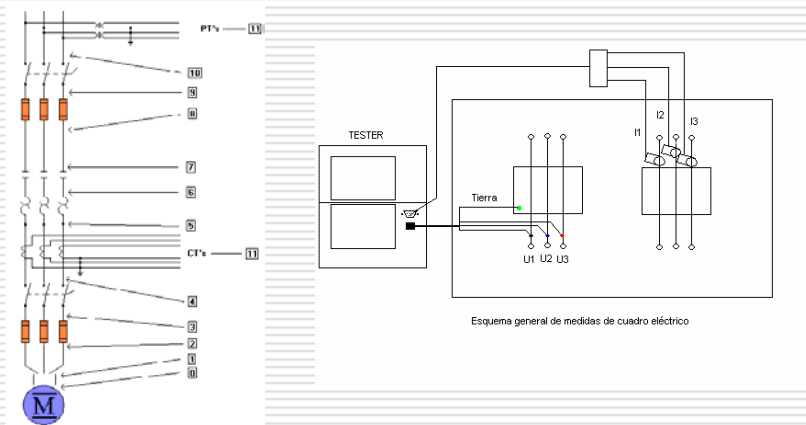 PT's
11
10
9
8
7
6
5
CT's
11
4
3
2
1
0
M
TESTER
Tierra
U1 U2 U3
I1
I2
I3
Esquema general de medidas de cuadro eléctrico